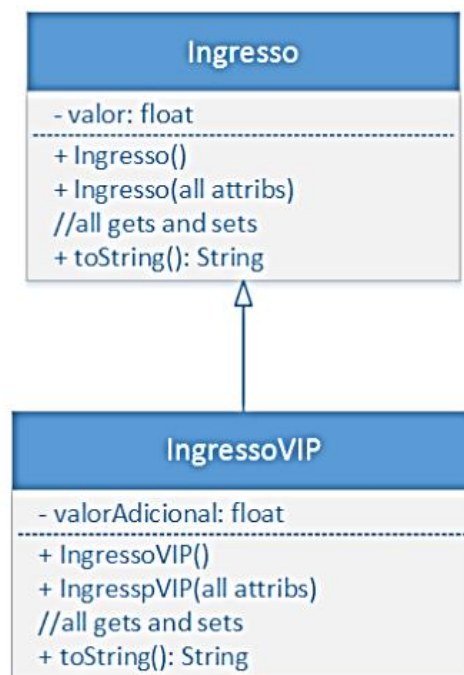 Ingresso
- valor: float
+ Ingresso()
+ Ingresso(all attribs)
//all gets and sets
+ toString(): String
IngressoVIP
- valorAdicional: float
+ IngressoVIP()
+ IngresspVIP(all attribs)
//all gets and sets
+ toString(): String